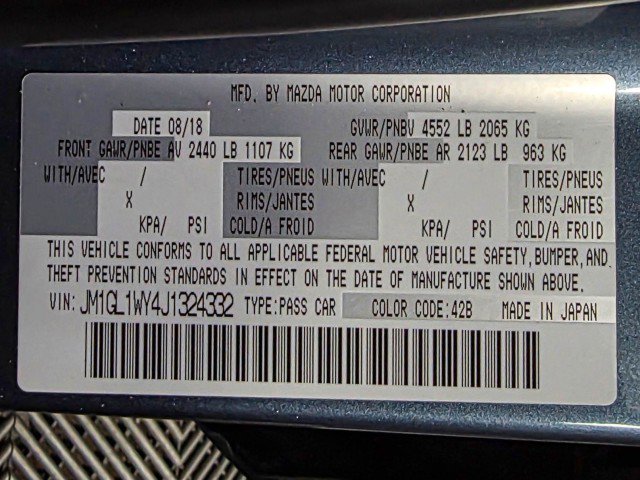 MFD. BY MAZDA MOTOR CORPORATION
DATE 08/18 GVWR/PNBV 4552 LB 2065 KG
FRONT GAWR/PNBE AV 2440 LB 1107 KG REAR GAWR/PNBE AR 2123 LB 963 KG
WITH/AVEC / TIRES/PNEUS WITH/AVEC / TIRES/PNEUS
X RIMS/JANTES X RIMS/JANTES
KPA/ PSI COLD/A FROID KPA/ PSI COLD/A FROID
THIS VEHICLE CONFORMS TO ALL APPLICABLE FEDERAL MOTOR VEHICLE SAFETY, BUMPER, AND
THEFT PREVENTION STANDARDS IN EFFECT ON THE DATE OF MANUFACTURE SHOWN ABOVE.
VIN: JM1GL1WY4J1324332 TYPE:PASS CAR COLOR CODE:42B MADE IN JAPAN